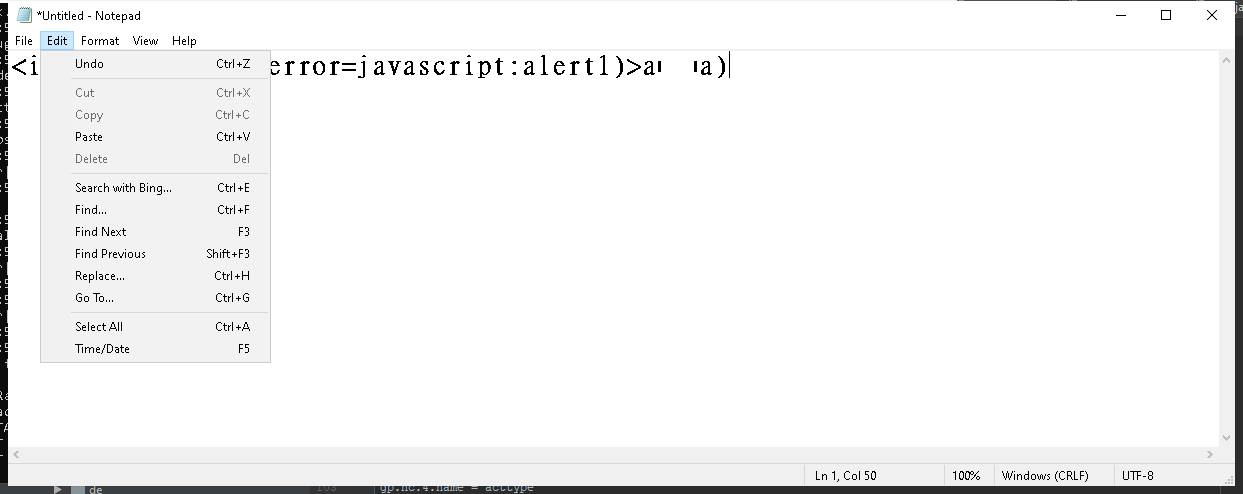 *Untitled - Notepad
File Edit Format View Help
<i error=javascript:alert1)>a a)
Undo Ctrl+Z
Cut Ctrl+X
Copy Ctrl+C
Paste Ctrl+V
Delete Del
Search with Bing... Ctrl+E
Find... Ctrl+F
Find Next F3
Find Previous Shift+F3
Replace... Ctrl+H
Go To... Ctrl+G
Select All Ctrl+A
Time/Date F5
Ln 1, Col 50 100% Windows (CRLF) UTF-8
de gp.nc.4.name = acctype